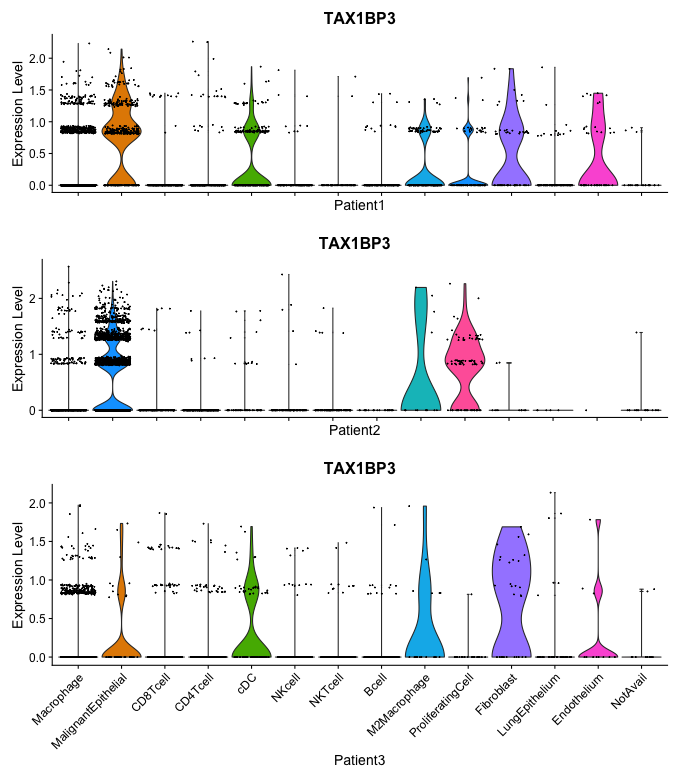 TAX1BP3
Expression Level
2.0
1.5
1.0
0.5
0.0
Patient1
TAX1BP3
Expression Level
2
1
0
Patient2
TAX1BP3
Expression Level
2.0
1.5
1.0
0.5
0.0
Macrophage
MalignantEpithelial
CD8Tcell
CD4Tcell
cDC
NKcell
NKTcell
Bcell
M2Macrophage
ProliferatingCell
Fibroblast
LungEpithelium
Endothelium
NotAvail
Patient3